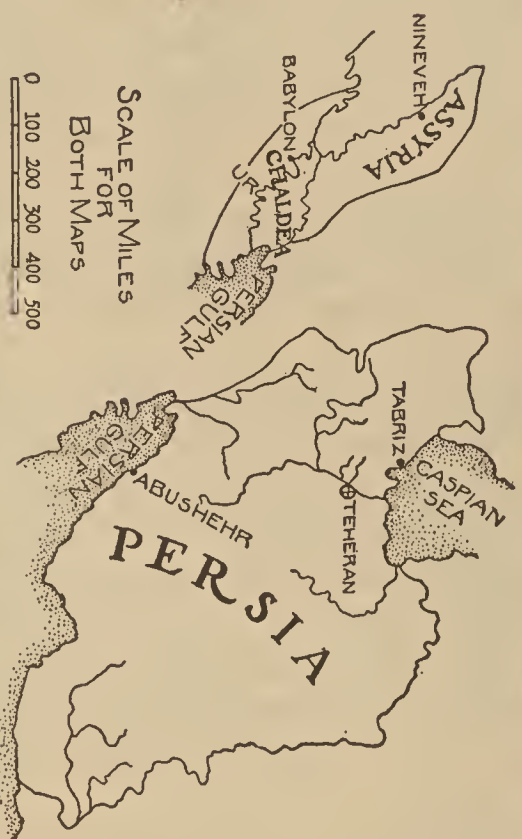 NINEVEH
ASSYRIA
BABYLON
CHALDEA
UR
PERSIAN
GULF
SCALE OF MILES
FOR
BOTH MAPS
0 100 200 300 400 500
TABRIZ
CASPIAN
SEA
TEHERAN
ABUSHEHR
PERSIAN
GULF
PERSIA